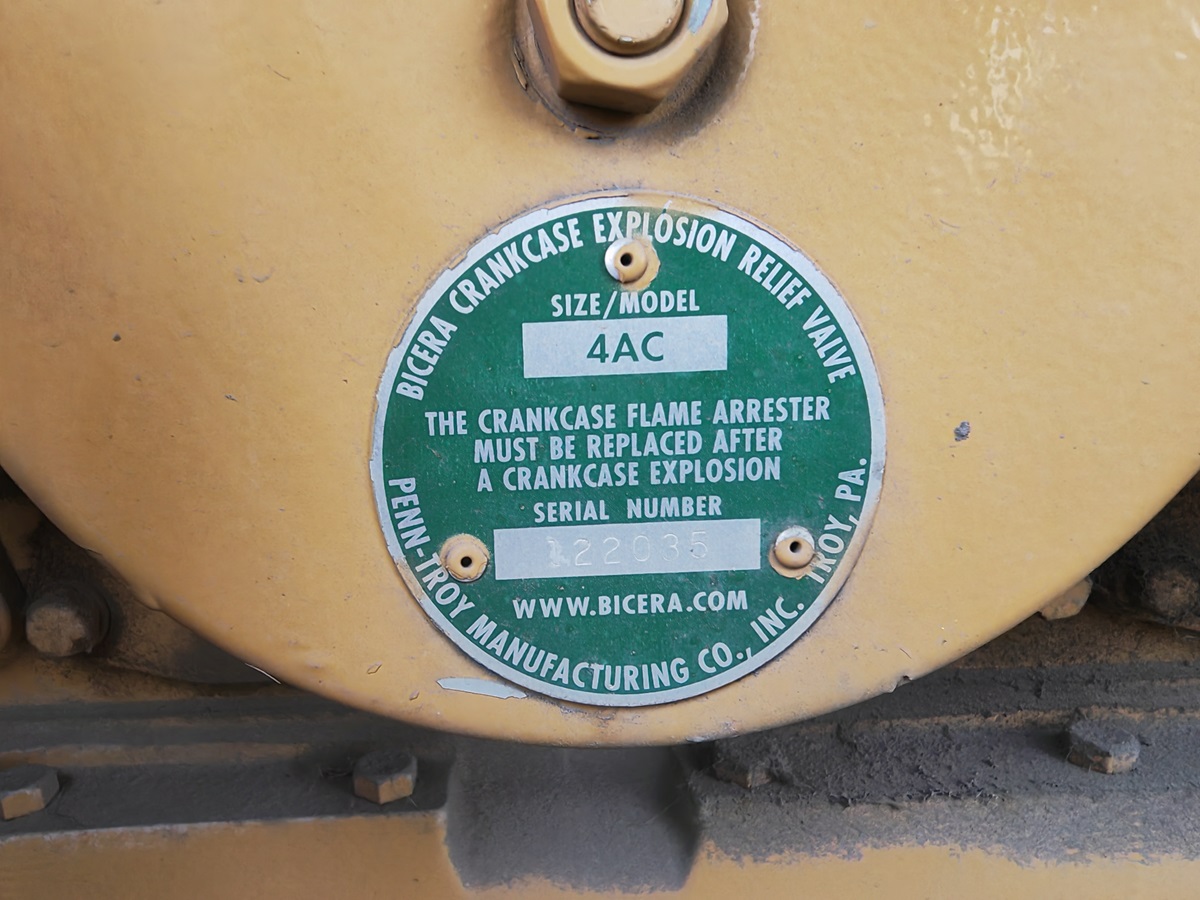 BICERA CRANKCASE EXPLOSION RELIEF VALVE
SIZE/MODEL
4AC
THE CRANKCASE FLAME ARRESTER
MUST BE REPLACED AFTER
A CRANKCASE EXPLOSION
SERIAL NUMBER
122035
WWW.BICERA.COM
PENN-TROY MANUFACTURING CO., INC. TROY, PA.